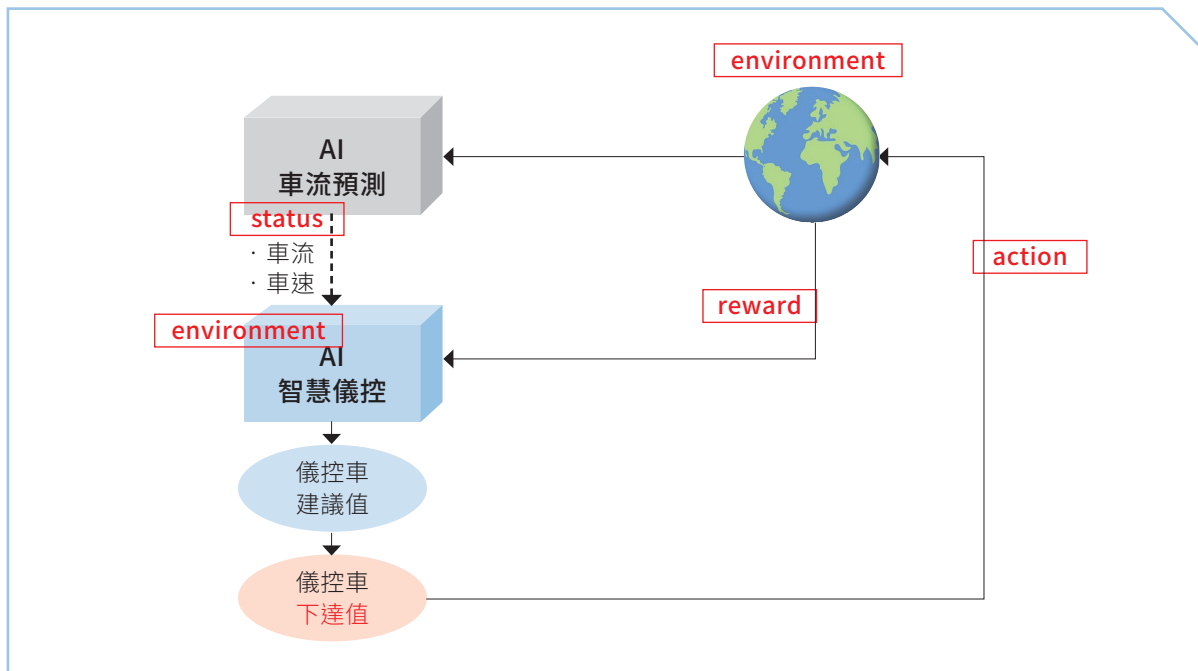 environment
AI
車流預測
status
· 車流
· 車速
action
reward
environment
AI
智慧儀控
儀控車
建議值
儀控車
下達值